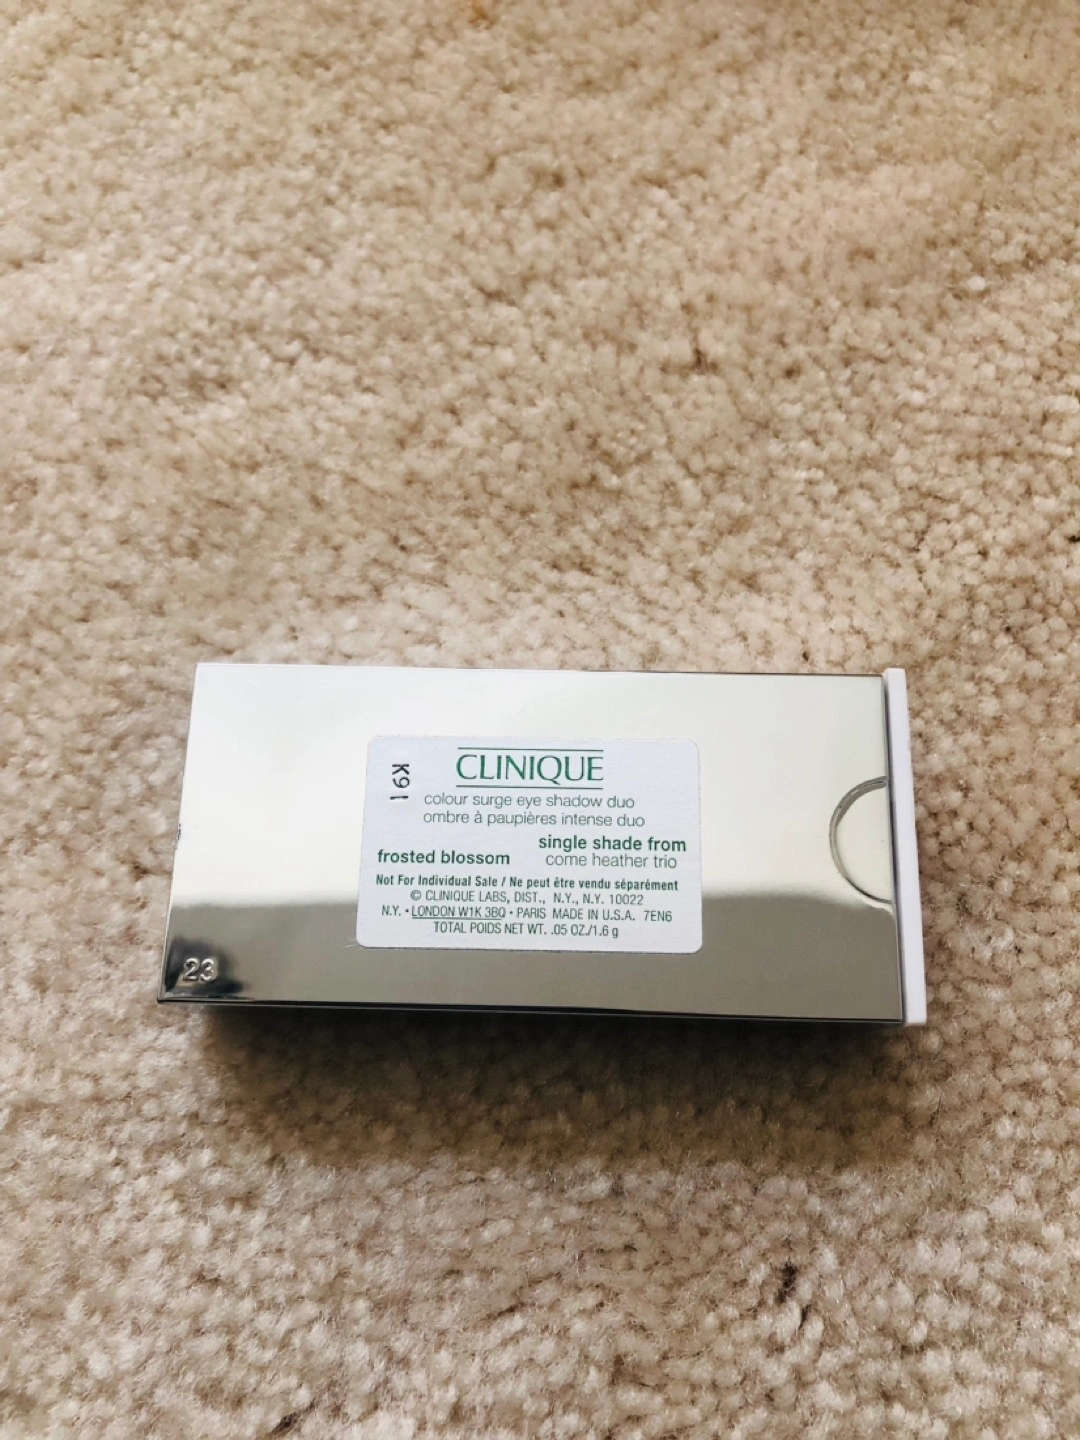 K91
CLINIQUE
colour surge eye shadow duo
ombre à paupières intense duo
frosted blossom
single shade from
come heather trio
Not For Individual Sale / Ne peut être vendu séparément
© CLINIQUE LABS, DIST., N.Y., N.Y. 10022
N.Y. • LONDON W1K 3BQ • PARIS MADE IN U.S.A. 7EN6
TOTAL POIDS NET WT. .05 OZ./1.6 g
23